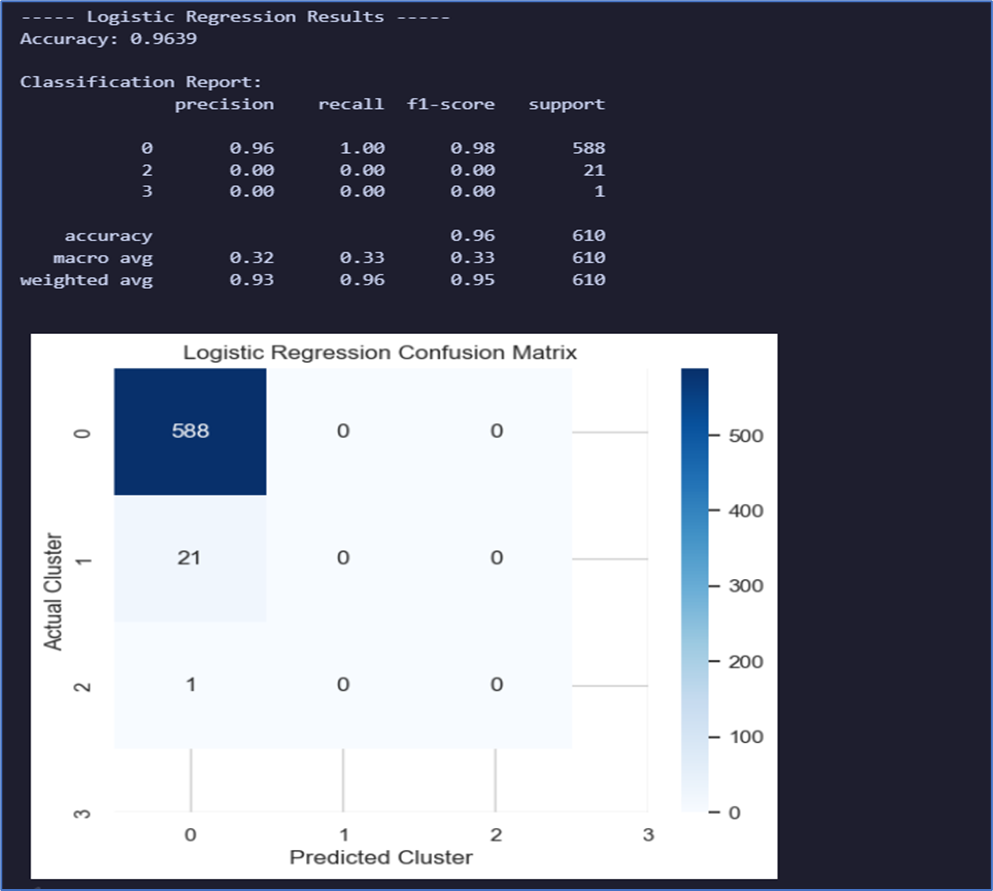 ----- Logistic Regression Results -----
Accuracy: 0.9639
Classification Report:
precision recall f1-score support
0 0.96 1.00 0.98 588
2 0.00 0.00 0.00 21
3 0.00 0.00 0.00 1
accuracy 0.96 610
macro avg 0.32 0.33 0.33 610
weighted avg 0.93 0.96 0.95 610
Logistic Regression Confusion Matrix
Actual Cluster
0 588 0 0
1 21 0 0
2 1 0 0
3
0 1 2 3
Predicted Cluster
500
400
300
200
100
0